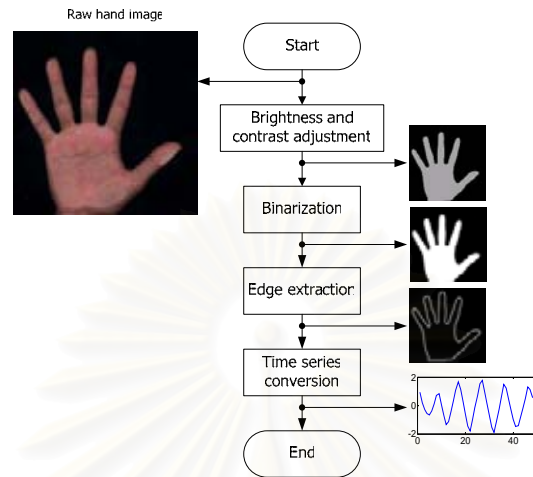 Raw hand image
Start
Brightness and
contrast adjustment
Binarization
Edge extraction
Time series
conversion
2
0
-2
0
20
40
End